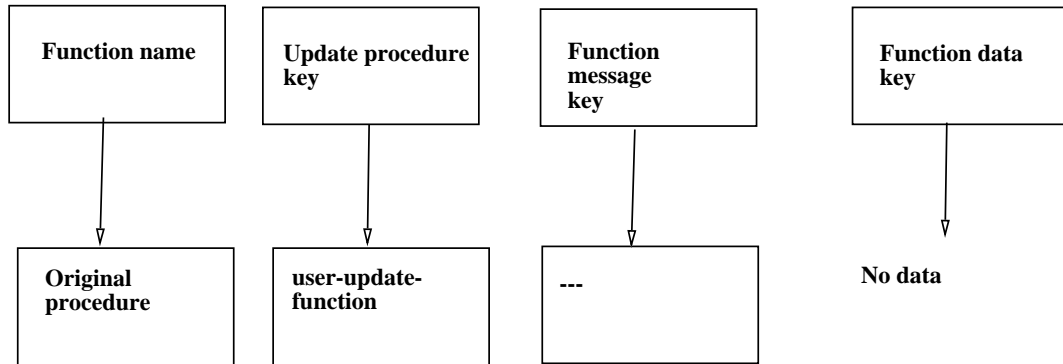 Function name
Update procedure
key
Function
message
key
Function data
key
Original
procedure
user-update-
function
---
No data